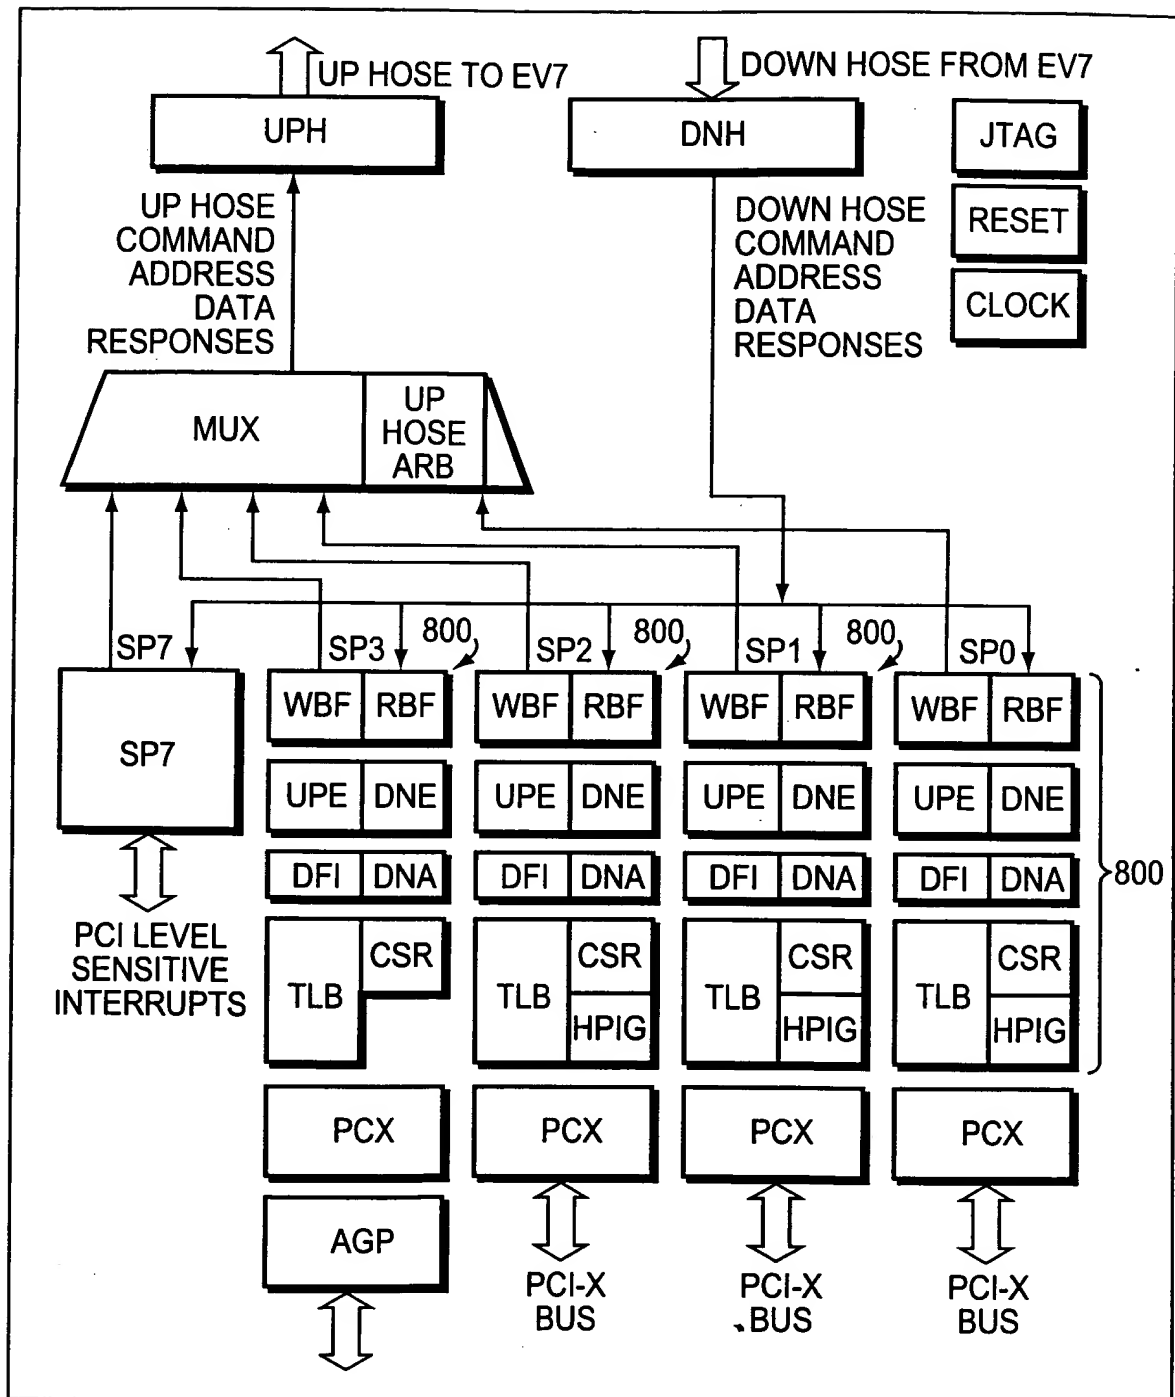 UP HOSE TO EV7
DOWN HOSE FROM EV7
UPH
DNH
JTAG
RESET
CLOCK
UP HOSE
COMMAND
ADDRESS
DATA
RESPONSES
DOWN HOSE
COMMAND
ADDRESS
DATA
RESPONSES
MUX
UP
HOSE
ARB
SP7
SP3
800
SP2
800
SP1
800
SP0
SP7
WBF RBF
WBF RBF
WBF RBF
WBF RBF
UPE DNE
UPE DNE
UPE DNE
UPE DNE
DFI DNA
DFI DNA
DFI DNA
DFI DNA
800
PCI LEVEL
SENSITIVE
INTERRUPTS
TLB
CSR
TLB
CSR
HPIG
TLB
CSR
HPIG
TLB
CSR
HPIG
PCX
PCX
PCX
PCX
AGP
PCI-X
BUS
PCI-X
BUS
PCI-X
BUS